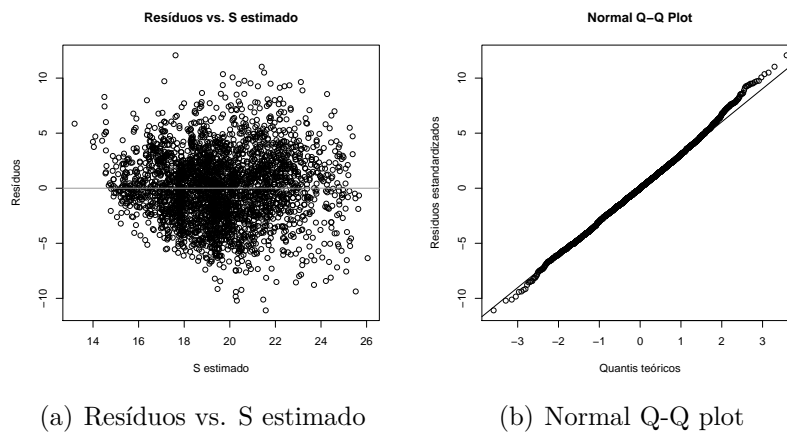 Resíduos vs. S estimado
Resíduos
10
5
0
−5
−10
14 16 18 20 22 24 26
S estimado
(a) Resíduos vs. S estimado
Normal Q−Q Plot
Resíduos estandardizados
10
5
0
−5
−10
−3 −2 −1 0 1 2 3
Quantis teóricos
(b) Normal Q-Q plot